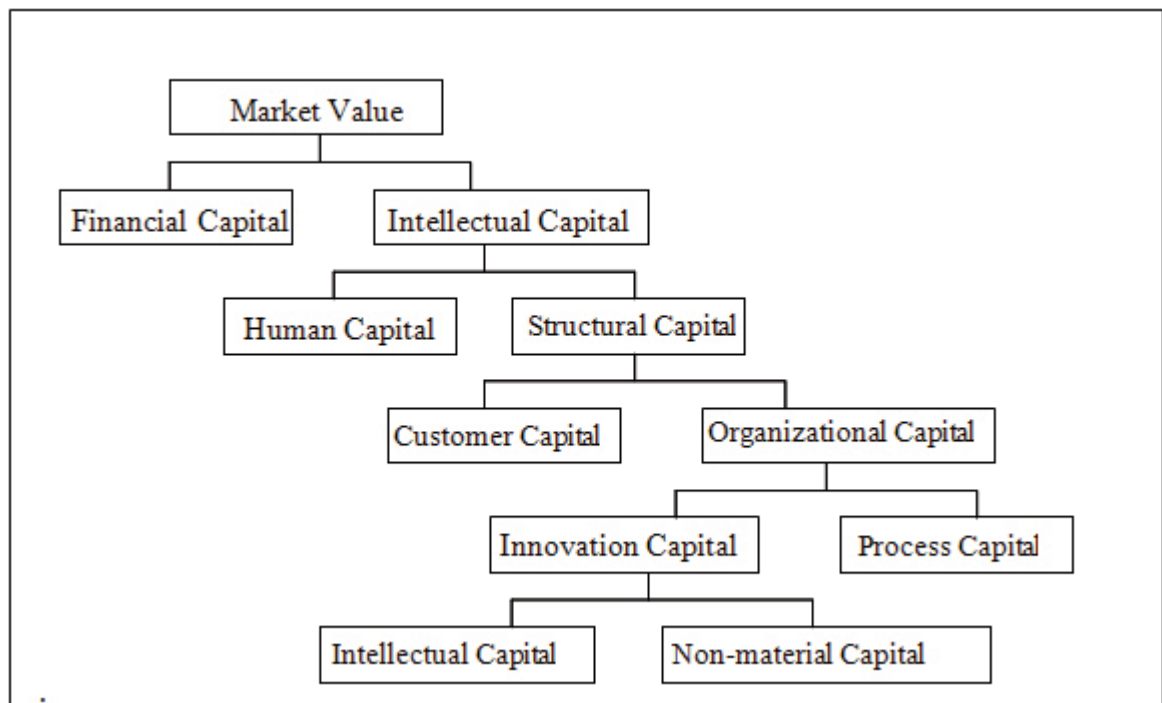 Market Value
Financial Capital
Intellectual Capital
Human Capital
Structural Capital
Customer Capital
Organizational Capital
Innovation Capital
Process Capital
Intellectual Capital
Non-material Capital